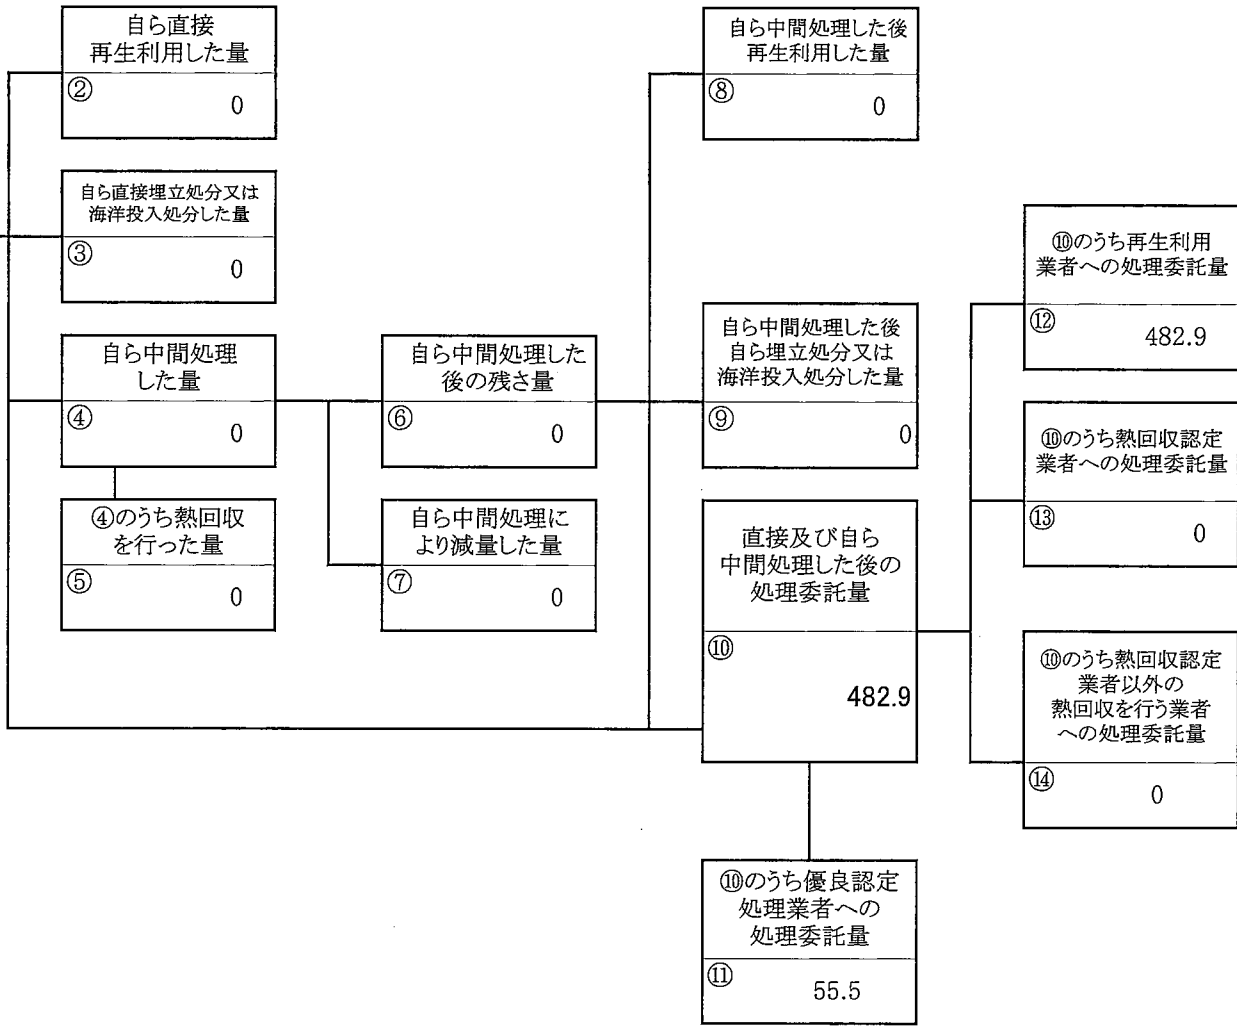 自ら直接
再生利用した量
②
0
自ら直接埋立処分又は
海洋投入処分した量
③
0
自ら中間処理
した量
④
0
④のうち熱回収
を行った量
⑤
0
自ら中間処理した
後の残さ量
⑥
0
自ら中間処理に
より減量した量
⑦
0
自ら中間処理した後
再生利用した量
⑧
0
自ら中間処理した後
自ら埋立処分又は
海洋投入処分した量
⑨
0
直接及び自ら
中間処理した後の
処理委託量
⑩
482.9
⑩のうち優良認定
処理業者への
処理委託量
⑪
55.5
⑩のうち再生利用
業者への処理委託量
⑫
482.9
⑩のうち熱回収認定
業者への処理委託量
⑬
0
⑩のうち熱回収認定
業者以外の
熱回収を行う業者
への処理委託量
⑭
0